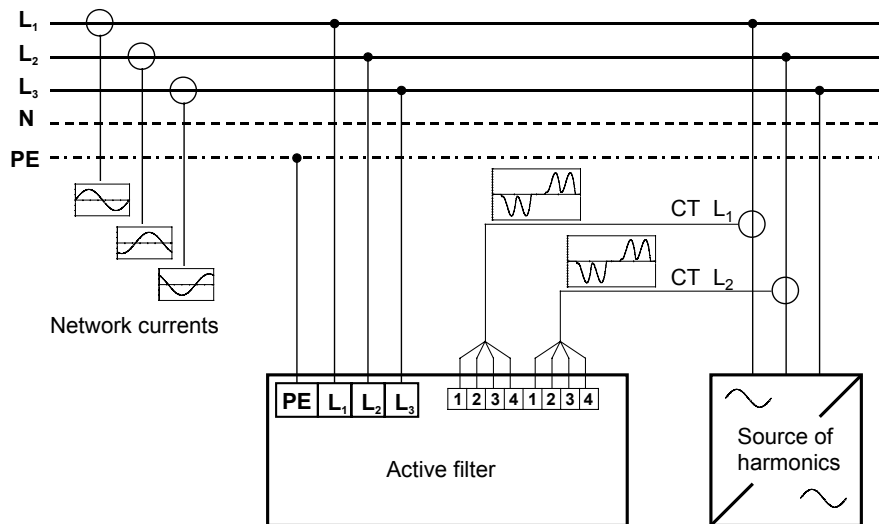 L₁
L₂
L₃
N
PE
CT L₁
CT L₂
Network currents
PE L₁ L₂ L₃
1 2 3 4 1 2 3 4
Active filter
Source of
harmonics